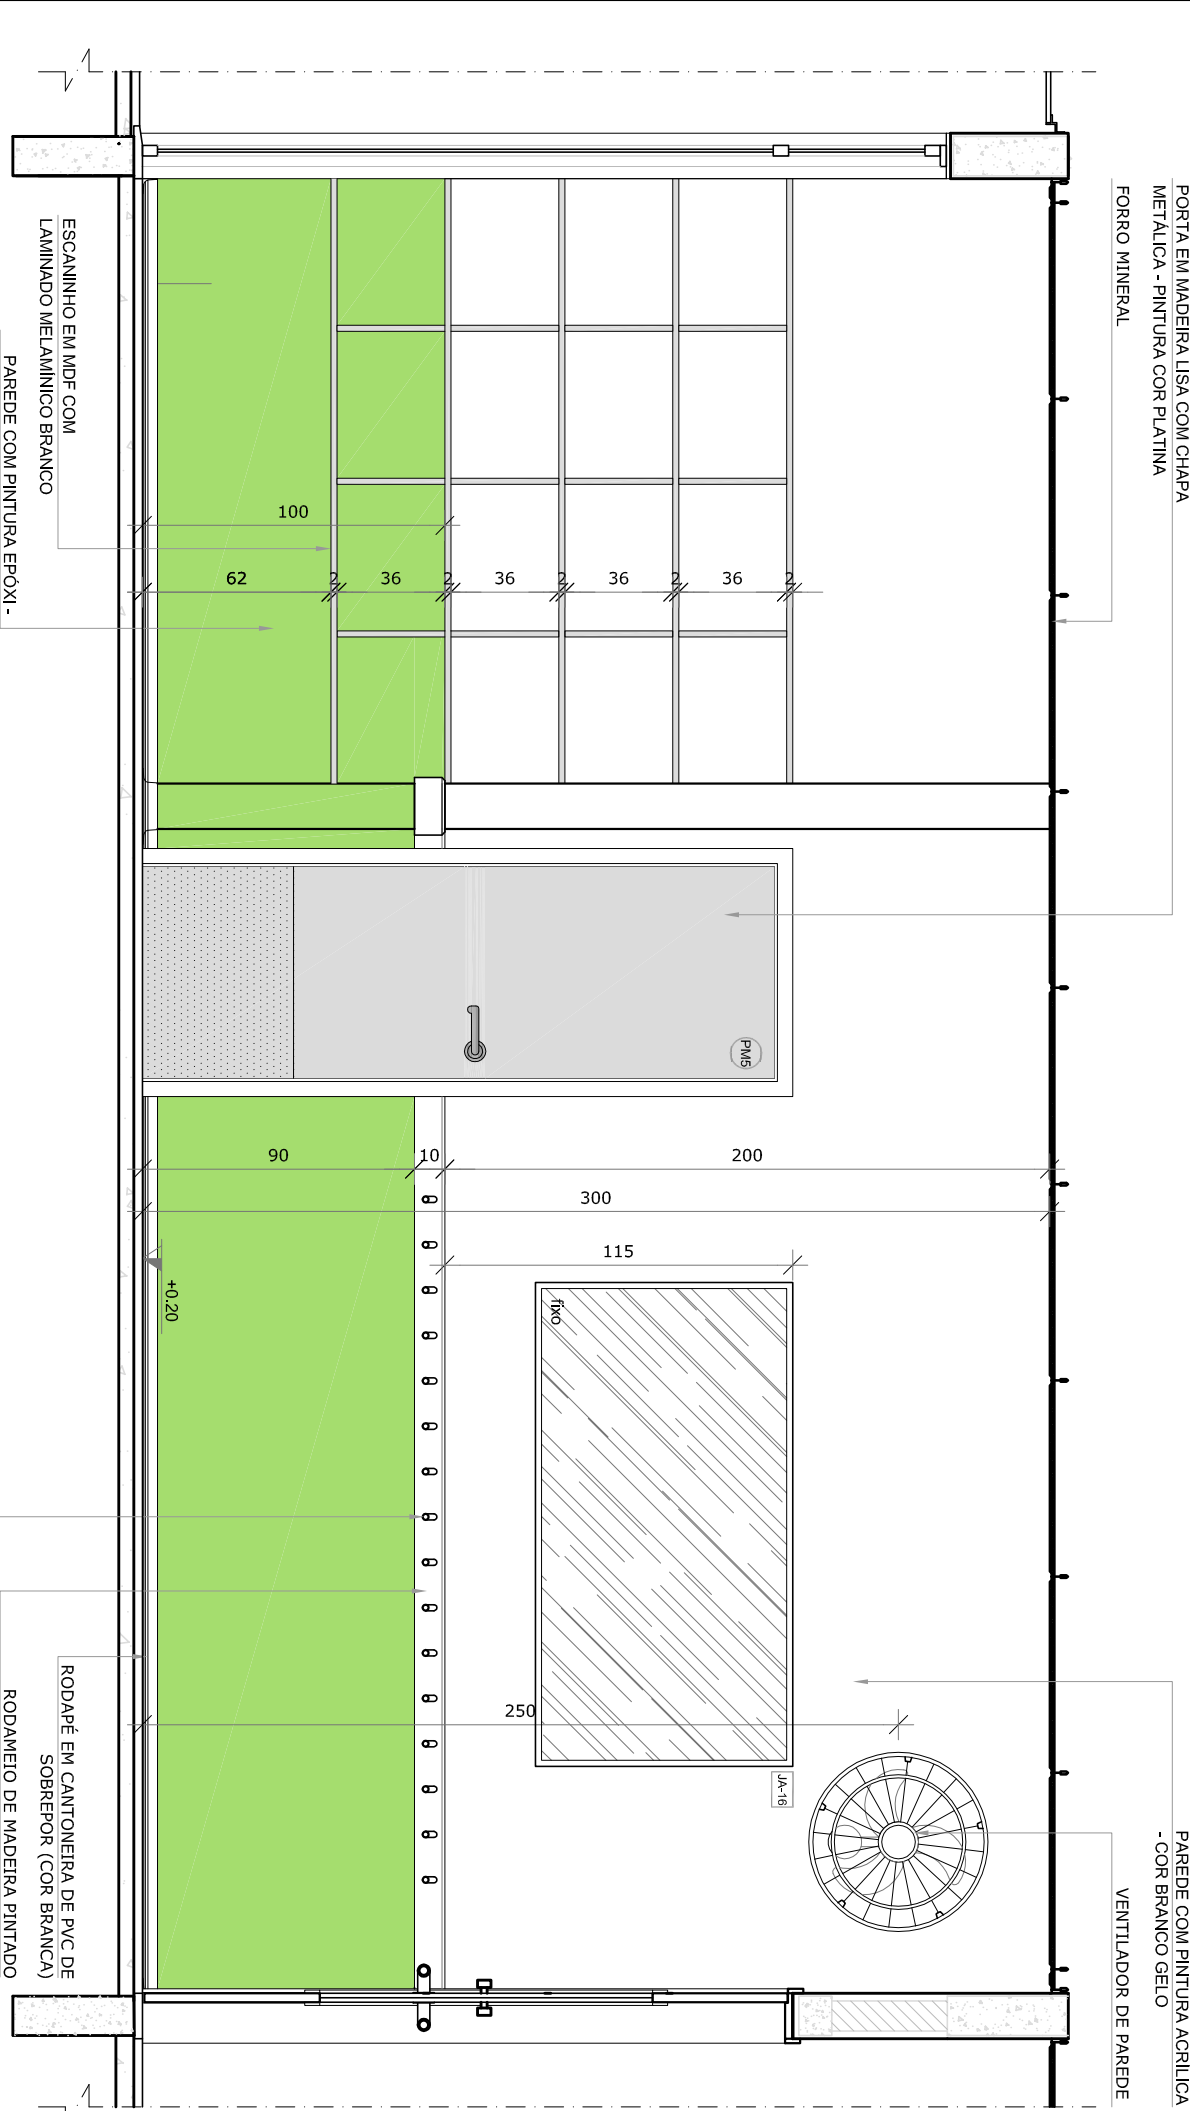 PORTA EM MADEIRA LISA COM CHAPA
METÁLICA - PINTURA COR PLATINA
FORRO MINERAL
PAREDE COM PINTURA ACRÍLICA
- COR BRANCO GELO
VENTILADOR DE PAREDE
100
62
2
36
2
36
2
36
2
36
2
PM5
90
10
200
300
115
+0.20
fixo
250
JA-16
ESCANINHO EM MDF COM
LAMINADO MELAMÍNICO BRANCO
PAREDE COM PINTURA EPÓXI -
RODAPÉ EM CANTONEIRA DE PVC DE
SOBREPOR (COR BRANCA)
RODAMEIO DE MADEIRA PINTADO